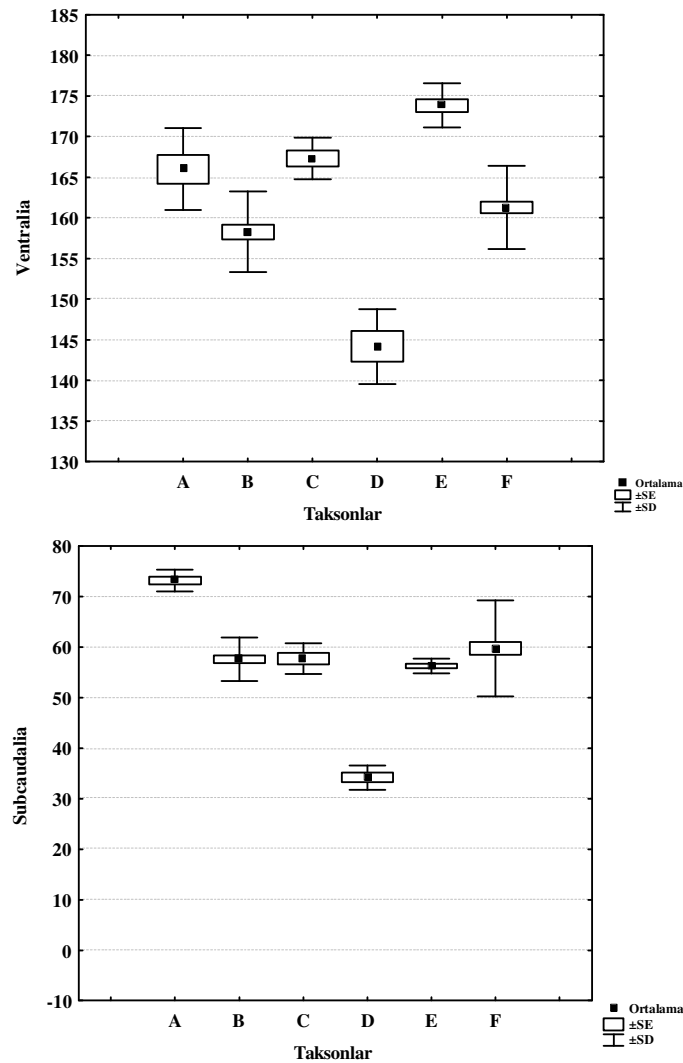 185
180
175
170
165
160
155
150
145
140
135
130
Ventralia
A B C D E F
Taksonlar
Ortalama
±SE
±SD
80
70
60
50
40
30
20
10
0
-10
Subcaudalia
A B C D E F
Taksonlar
Ortalama
±SE
±SD